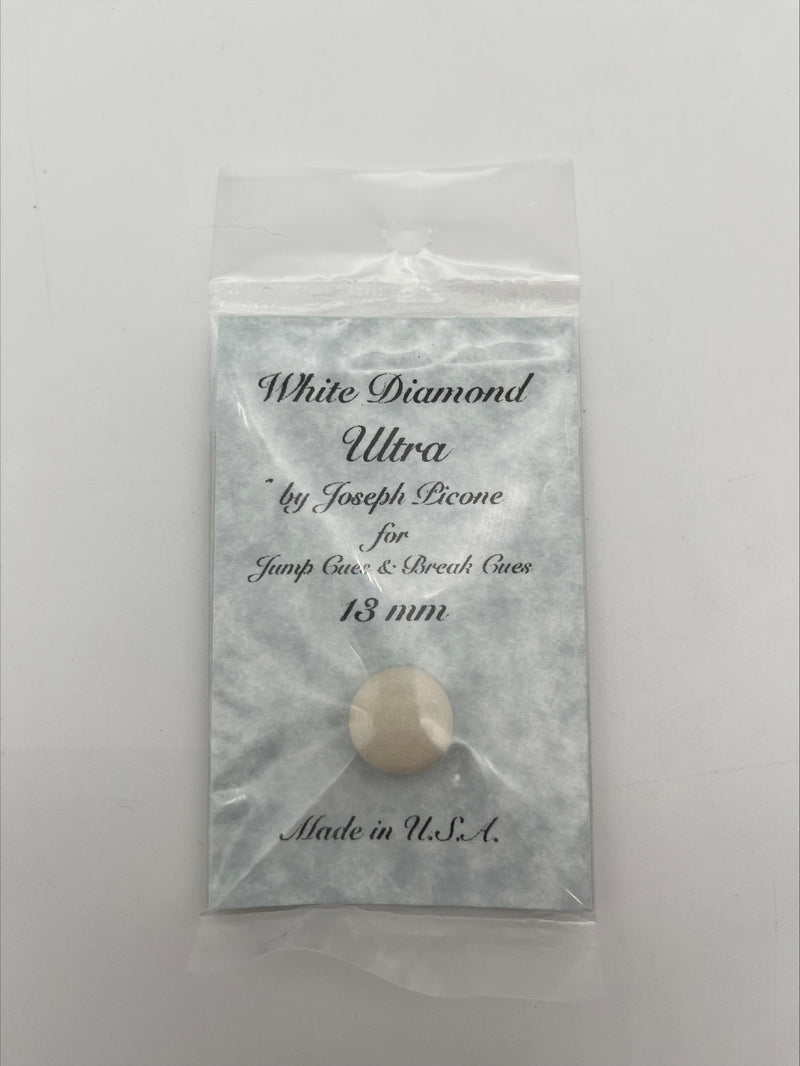 White Diamond
Ultra
by Joseph Picone
for
Jump Cues & Break Cues
13 mm
Made in U.S.A.